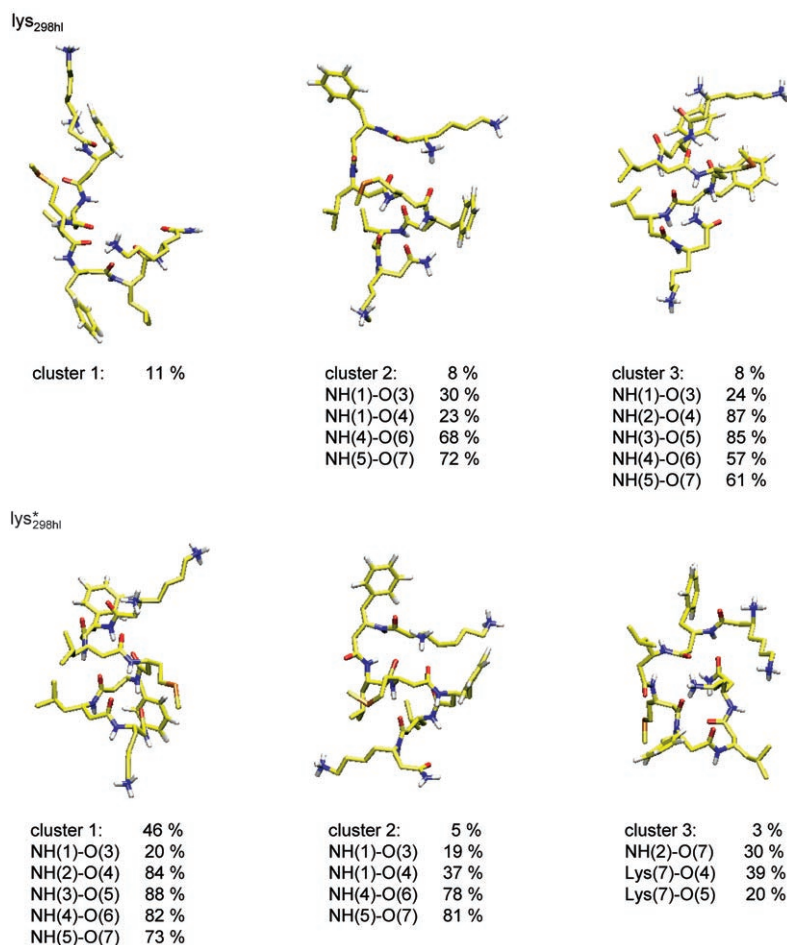 lys298hl
cluster 1: 11 %
cluster 2: 8 %
NH(1)-O(3) 30 %
NH(1)-O(4) 23 %
NH(4)-O(6) 68 %
NH(5)-O(7) 72 %
cluster 3: 8 %
NH(1)-O(3) 24 %
NH(2)-O(4) 87 %
NH(3)-O(5) 85 %
NH(4)-O(6) 57 %
NH(5)-O(7) 61 %
lys*298hl
cluster 1: 46 %
NH(1)-O(3) 20 %
NH(2)-O(4) 84 %
NH(3)-O(5) 88 %
NH(4)-O(6) 82 %
NH(5)-O(7) 73 %
cluster 2: 5 %
NH(1)-O(3) 19 %
NH(1)-O(4) 37 %
NH(4)-O(6) 78 %
NH(5)-O(7) 81 %
cluster 3: 3 %
NH(2)-O(7) 30 %
Lys(7)-O(4) 39 %
Lys(7)-O(5) 20 %